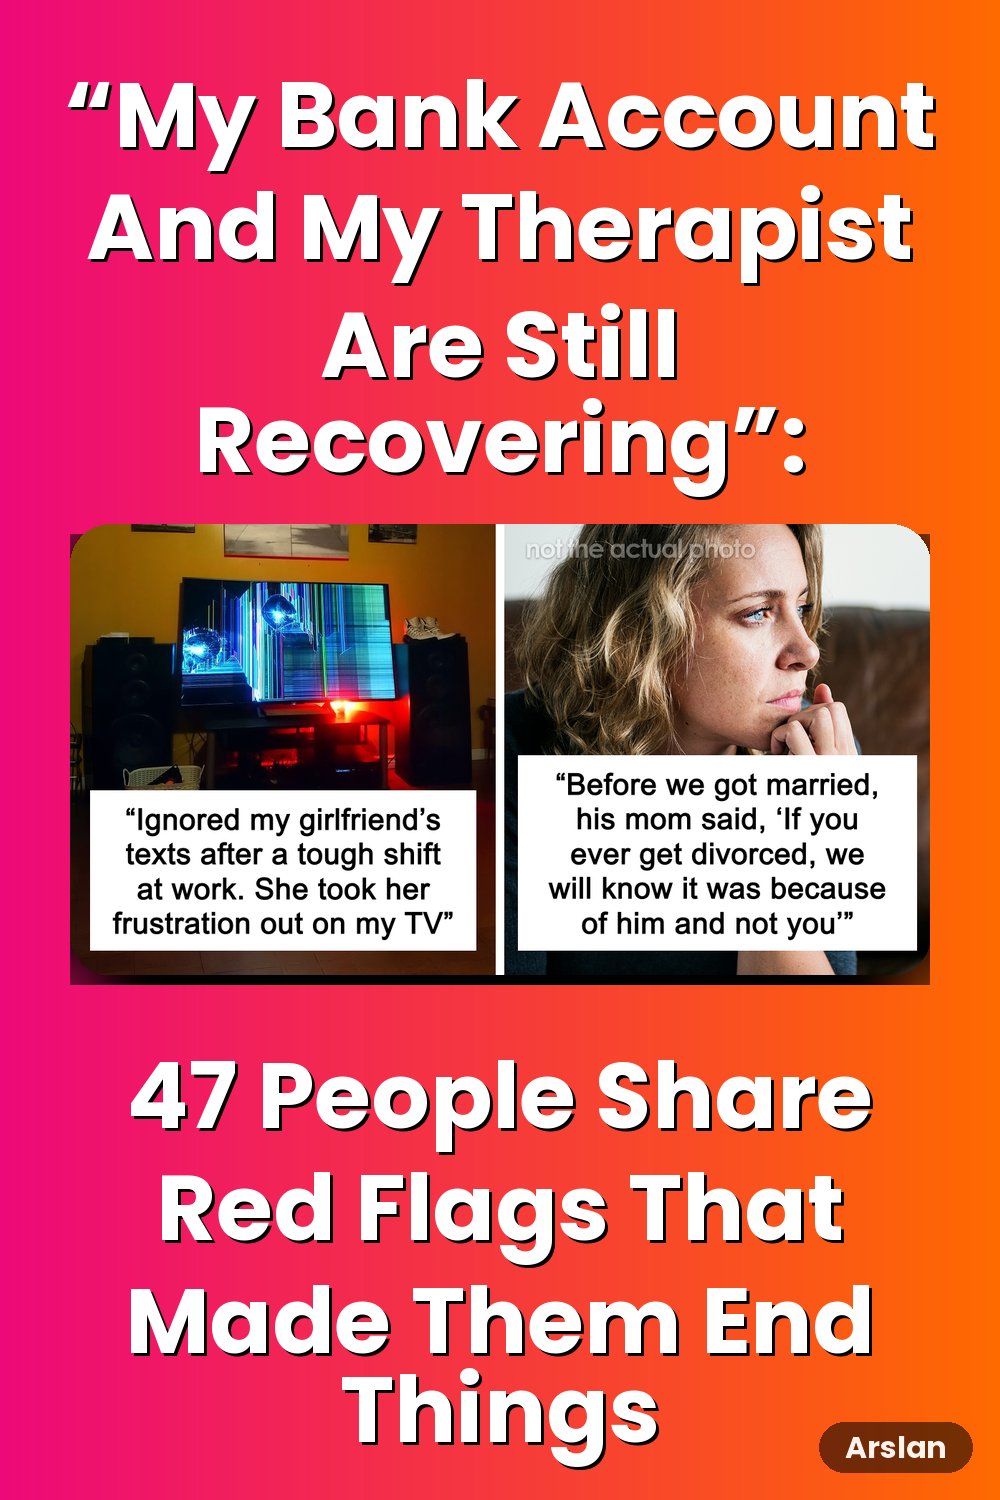 “My Bank Account
And My Therapist
Are Still
Recovering”:
not the actual photo
“Ignored my girlfriend’s
texts after a tough shift
at work. She took her
frustration out on my TV”
“Before we got married,
his mom said, ‘If you
ever get divorced, we
will know it was because
of him and not you’”
47 People Share
Red Flags That
Made Them End
Things
Arslan